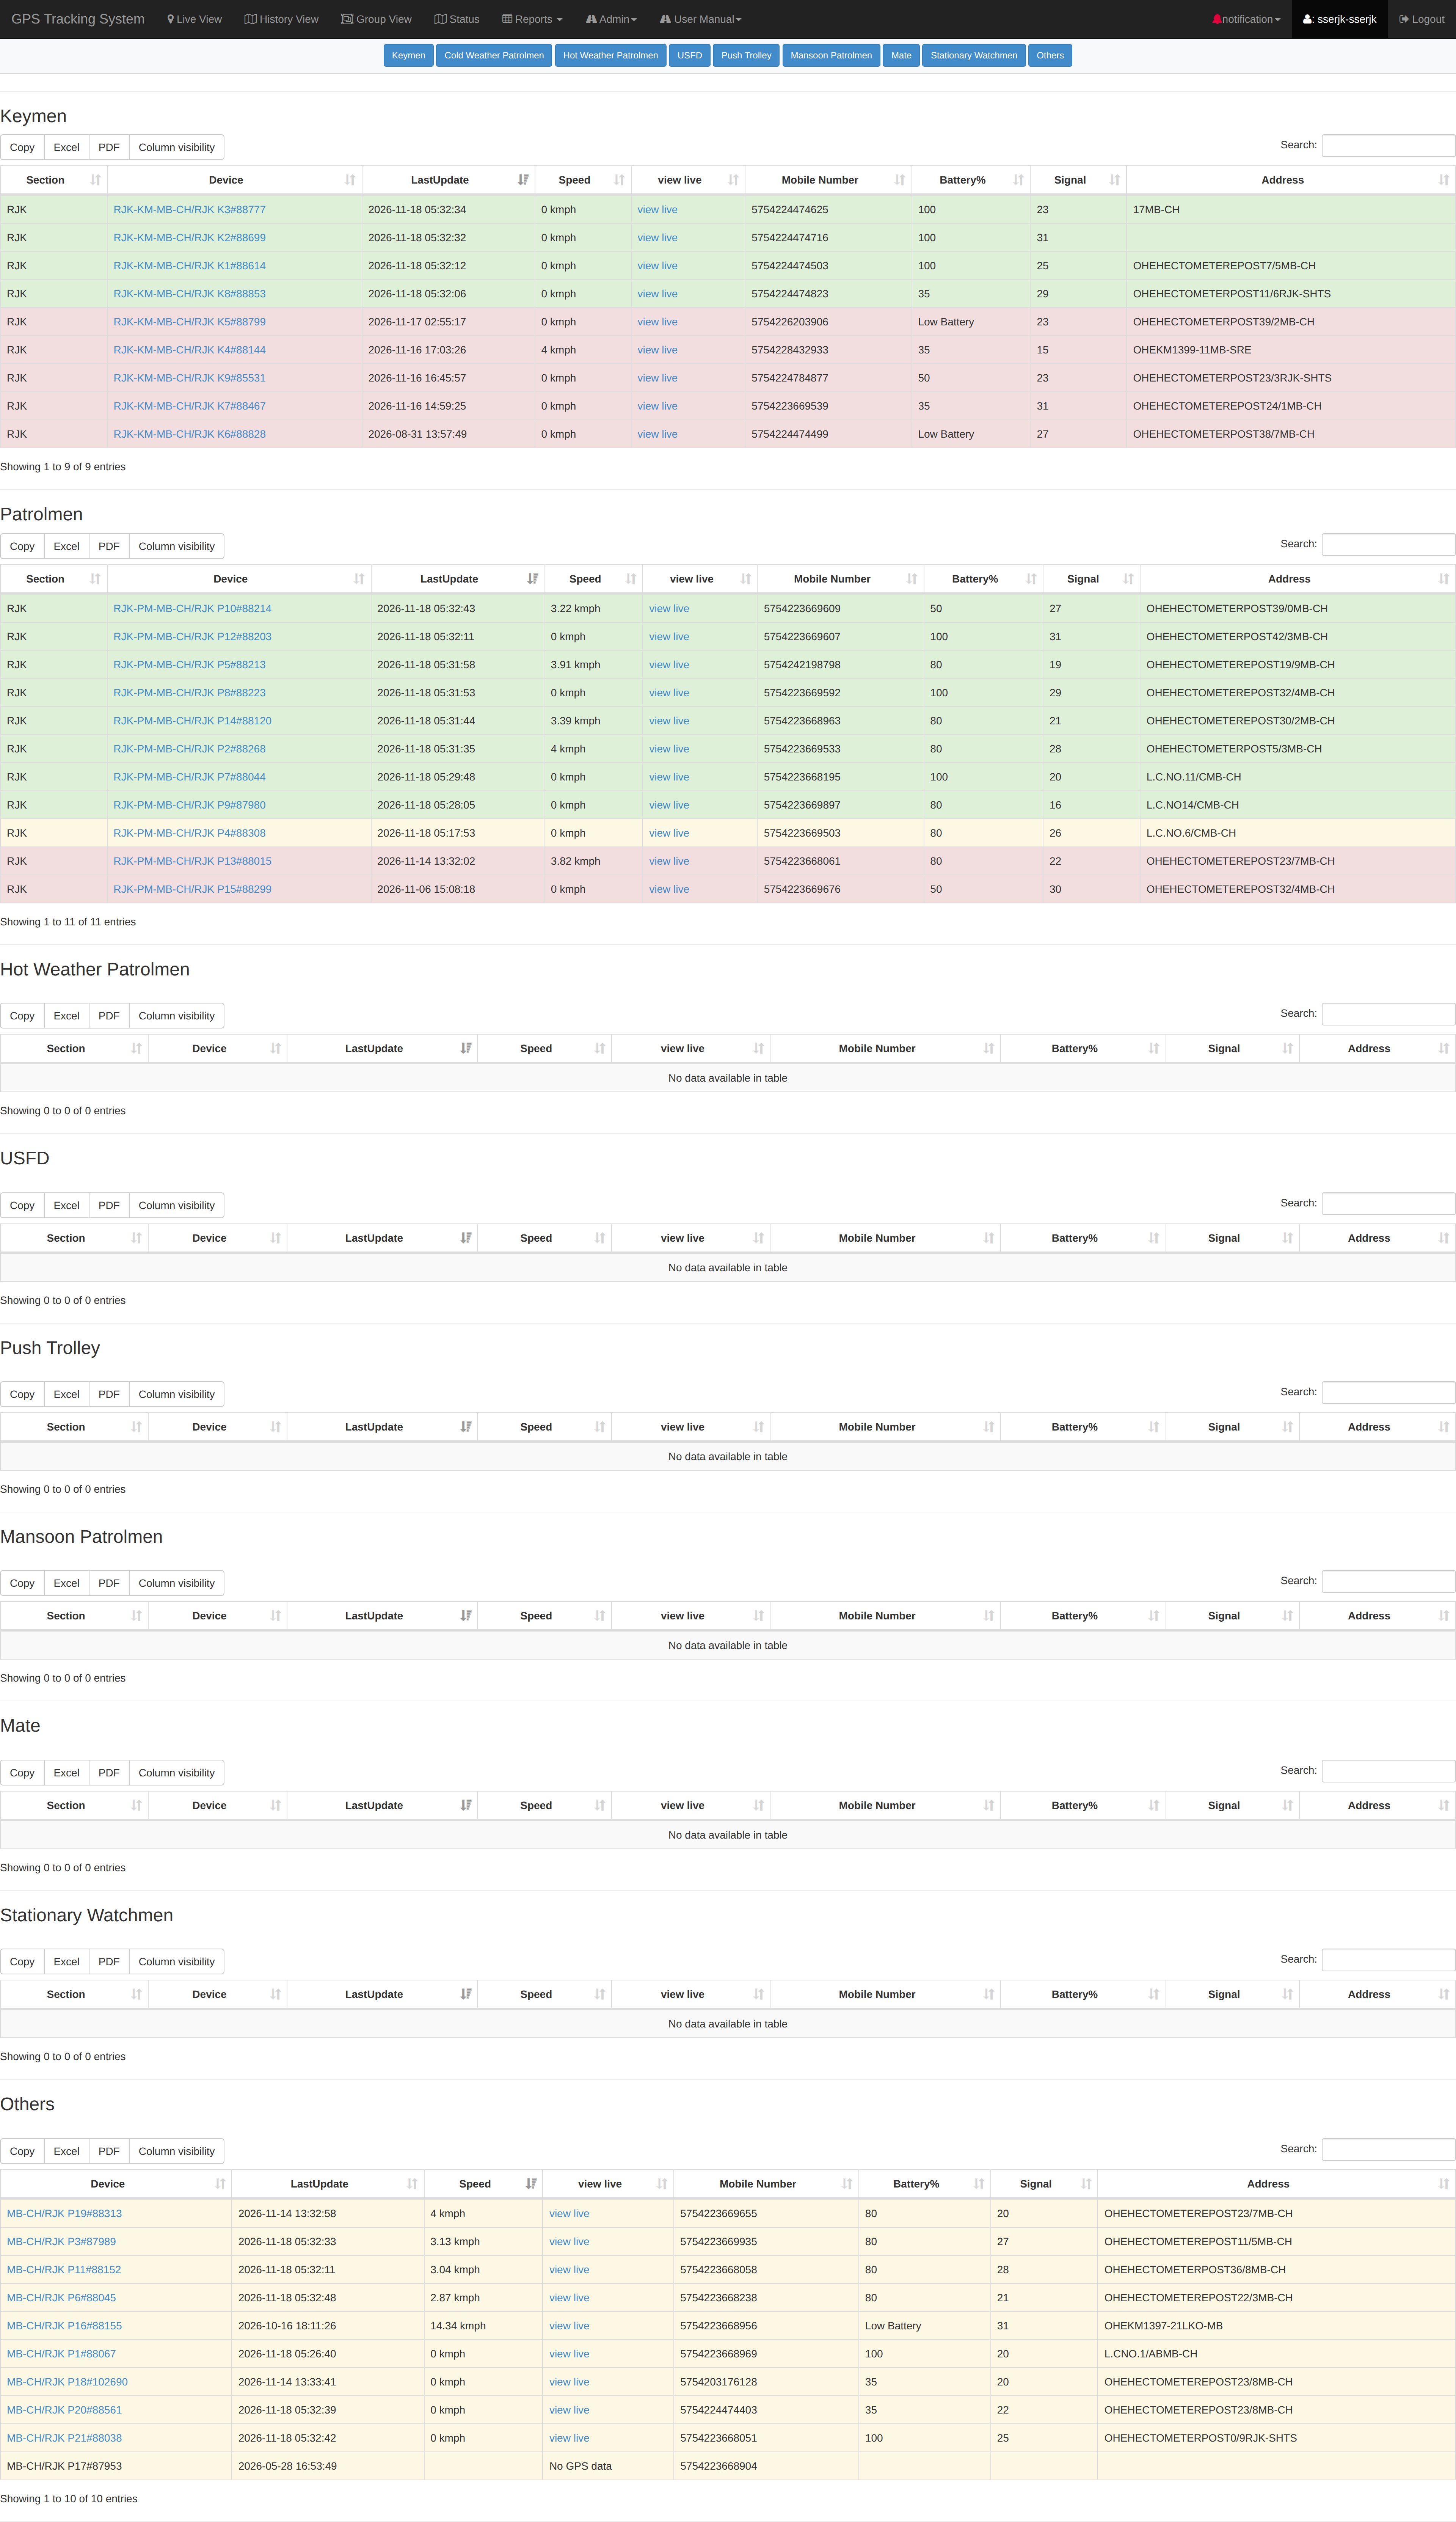 GPS Tracking System Live View History View Group View Status Reports Admin User Manual notification : sserjk-sserjk Logout
Keymen Cold Weather Patrolmen Hot Weather Patrolmen USFD Push Trolley Mansoon Patrolmen Mate Stationary Watchmen Others
Keymen
Copy Excel PDF Column visibility Search:
Section Device LastUpdate Speed view live Mobile Number Battery% Signal Address
RJK RJK-KM-MB-CH/RJK K3#88777 2026-11-18 05:32:34 0 kmph view live 5754224474625 100 23 17MB-CH
RJK RJK-KM-MB-CH/RJK K2#88699 2026-11-18 05:32:32 0 kmph view live 5754224474716 100 31
RJK RJK-KM-MB-CH/RJK K1#88614 2026-11-18 05:32:12 0 kmph view live 5754224474503 100 25 OHEHECTOMETEREPOST7/5MB-CH
RJK RJK-KM-MB-CH/RJK K8#88853 2026-11-18 05:32:06 0 kmph view live 5754224474823 35 29 OHEHECTOMETERPOST11/6RJK-SHTS
RJK RJK-KM-MB-CH/RJK K5#88799 2026-11-17 02:55:17 0 kmph view live 5754226203906 Low Battery 23 OHEHECTOMETERPOST39/2MB-CH
RJK RJK-KM-MB-CH/RJK K4#88144 2026-11-16 17:03:26 4 kmph view live 5754228432933 35 15 OHEKM1399-11MB-SRE
RJK RJK-KM-MB-CH/RJK K9#85531 2026-11-16 16:45:57 0 kmph view live 5754224784877 50 23 OHEHECTOMETEREPOST23/3RJK-SHTS
RJK RJK-KM-MB-CH/RJK K7#88467 2026-11-16 14:59:25 0 kmph view live 5754223669539 35 31 OHEHECTOMETEREPOST24/1MB-CH
RJK RJK-KM-MB-CH/RJK K6#88828 2026-08-31 13:57:49 0 kmph view live 5754224474499 Low Battery 27 OHEHECTOMETERPOST38/7MB-CH
Showing 1 to 9 of 9 entries
Patrolmen
Copy Excel PDF Column visibility Search:
Section Device LastUpdate Speed view live Mobile Number Battery% Signal Address
RJK RJK-PM-MB-CH/RJK P10#88214 2026-11-18 05:32:43 3.22 kmph view live 5754223669609 50 27 OHEHECTOMETERPOST39/0MB-CH
RJK RJK-PM-MB-CH/RJK P12#88203 2026-11-18 05:32:11 0 kmph view live 5754223669607 100 31 OHEHECTOMETERPOST42/3MB-CH
RJK RJK-PM-MB-CH/RJK P5#88213 2026-11-18 05:31:58 3.91 kmph view live 5754242198798 80 19 OHEHECTOMETEREPOST19/9MB-CH
RJK RJK-PM-MB-CH/RJK P8#88223 2026-11-18 05:31:53 0 kmph view live 5754223669592 100 29 OHEHECTOMETEREPOST32/4MB-CH
RJK RJK-PM-MB-CH/RJK P14#88120 2026-11-18 05:31:44 3.39 kmph view live 5754223668963 80 21 OHEHECTOMETEREPOST30/2MB-CH
RJK RJK-PM-MB-CH/RJK P2#88268 2026-11-18 05:31:35 4 kmph view live 5754223669533 80 28 OHEHECTOMETERPOST5/3MB-CH
RJK RJK-PM-MB-CH/RJK P7#88044 2026-11-18 05:29:48 0 kmph view live 5754223668195 100 20 L.C.NO.11/CMB-CH
RJK RJK-PM-MB-CH/RJK P9#87980 2026-11-18 05:28:05 0 kmph view live 5754223669897 80 16 L.C.NO14/CMB-CH
RJK RJK-PM-MB-CH/RJK P4#88308 2026-11-18 05:17:53 0 kmph view live 5754223669503 80 26 L.C.NO.6/CMB-CH
RJK RJK-PM-MB-CH/RJK P13#88015 2026-11-14 13:32:02 3.82 kmph view live 5754223668061 80 22 OHEHECTOMETEREPOST23/7MB-CH
RJK RJK-PM-MB-CH/RJK P15#88299 2026-11-06 15:08:18 0 kmph view live 5754223669676 50 30 OHEHECTOMETEREPOST32/4MB-CH
Showing 1 to 11 of 11 entries
Hot Weather Patrolmen
Copy Excel PDF Column visibility Search:
Section Device LastUpdate Speed view live Mobile Number Battery% Signal Address
No data available in table
Showing 0 to 0 of 0 entries
USFD
Copy Excel PDF Column visibility Search:
Section Device LastUpdate Speed view live Mobile Number Battery% Signal Address
No data available in table
Showing 0 to 0 of 0 entries
Push Trolley
Copy Excel PDF Column visibility Search:
Section Device LastUpdate Speed view live Mobile Number Battery% Signal Address
No data available in table
Showing 0 to 0 of 0 entries
Mansoon Patrolmen
Copy Excel PDF Column visibility Search:
Section Device LastUpdate Speed view live Mobile Number Battery% Signal Address
No data available in table
Showing 0 to 0 of 0 entries
Mate
Copy Excel PDF Column visibility Search:
Section Device LastUpdate Speed view live Mobile Number Battery% Signal Address
No data available in table
Showing 0 to 0 of 0 entries
Stationary Watchmen
Copy Excel PDF Column visibility Search:
Section Device LastUpdate Speed view live Mobile Number Battery% Signal Address
No data available in table
Showing 0 to 0 of 0 entries
Others
Copy Excel PDF Column visibility Search:
Device LastUpdate Speed view live Mobile Number Battery% Signal Address
MB-CH/RJK P19#88313 2026-11-14 13:32:58 4 kmph view live 5754223669655 80 20 OHEHECTOMETEREPOST23/7MB-CH
MB-CH/RJK P3#87989 2026-11-18 05:32:33 3.13 kmph view live 5754223669935 80 27 OHEHECTOMETEREPOST11/5MB-CH
MB-CH/RJK P11#88152 2026-11-18 05:32:11 3.04 kmph view live 5754223668058 80 28 OHEHECTOMETERPOST36/8MB-CH
MB-CH/RJK P6#88045 2026-11-18 05:32:48 2.87 kmph view live 5754223668238 80 21 OHEHECTOMETEREPOST22/3MB-CH
MB-CH/RJK P16#88155 2026-10-16 18:11:26 14.34 kmph view live 5754223668956 Low Battery 31 OHEKM1397-21LKO-MB
MB-CH/RJK P1#88067 2026-11-18 05:26:40 0 kmph view live 5754223668969 100 20 L.CNO.1/ABMB-CH
MB-CH/RJK P18#102690 2026-11-14 13:33:41 0 kmph view live 5754203176128 35 20 OHEHECTOMETEREPOST23/8MB-CH
MB-CH/RJK P20#88561 2026-11-18 05:32:39 0 kmph view live 5754224474403 35 22 OHEHECTOMETEREPOST23/8MB-CH
MB-CH/RJK P21#88038 2026-11-18 05:32:42 0 kmph view live 5754223668051 100 25 OHEHECTOMETERPOST0/9RJK-SHTS
MB-CH/RJK P17#87953 2026-05-28 16:53:49 No GPS data 5754223668904
Showing 1 to 10 of 10 entries